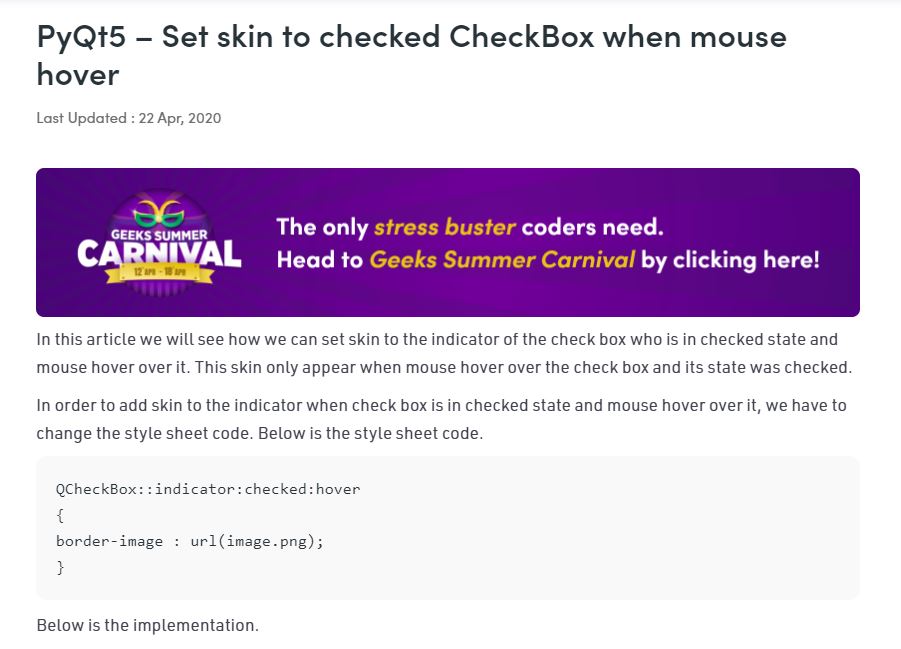 PyQt5 – Set skin to checked CheckBox when mouse
hover
Last Updated : 22 Apr, 2020
GEEKS SUMMER
CARNIVAL
12 APR - 18 APR
The only stress buster coders need.
Head to Geeks Summer Carnival by clicking here!
In this article we will see how we can set skin to the indicator of the check box who is in checked state and
mouse hover over it. This skin only appear when mouse hover over the check box and its state was checked.
In order to add skin to the indicator when check box is in checked state and mouse hover over it, we have to
change the style sheet code. Below is the style sheet code.
QCheckBox::indicator:checked:hover
{
border-image : url(image.png);
}
Below is the implementation.